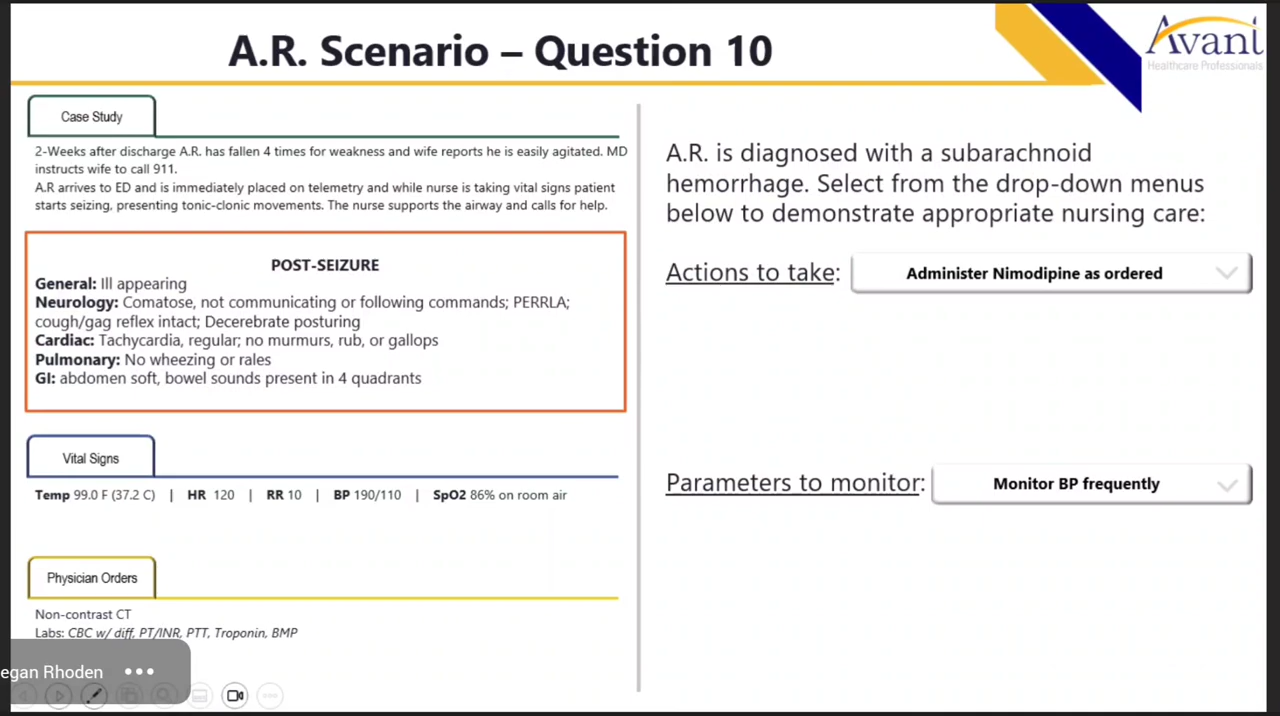 A.R. Scenario – Question 10
Avant
Healthcare Professionals
Case Study
2-Weeks after discharge A.R. has fallen 4 times for weakness and wife reports he is easily agitated. MD
instructs wife to call 911.
A.R arrives to ED and is immediately placed on telemetry and while nurse is taking vital signs patient
starts seizing, presenting tonic-clonic movements. The nurse supports the airway and calls for help.
POST-SEIZURE
General: Ill appearing
Neurology: Comatose, not communicating or following commands; PERRLA;
cough/gag reflex intact; Decerebrate posturing
Cardiac: Tachycardia, regular; no murmurs, rub, or gallops
Pulmonary: No wheezing or rales
GI: abdomen soft, bowel sounds present in 4 quadrants
Vital Signs
Temp 99.0 F (37.2 C) | HR 120 | RR 10 | BP 190/110 | SpO2 86% on room air
Physician Orders
Non-contrast CT
Labs: CBC w/ diff, PT/INR, PTT, Troponin, BMP
egan Rhoden
A.R. is diagnosed with a subarachnoid
hemorrhage. Select from the drop-down menus
below to demonstrate appropriate nursing care:
Actions to take: Administer Nimodipine as ordered
Parameters to monitor: Monitor BP frequently